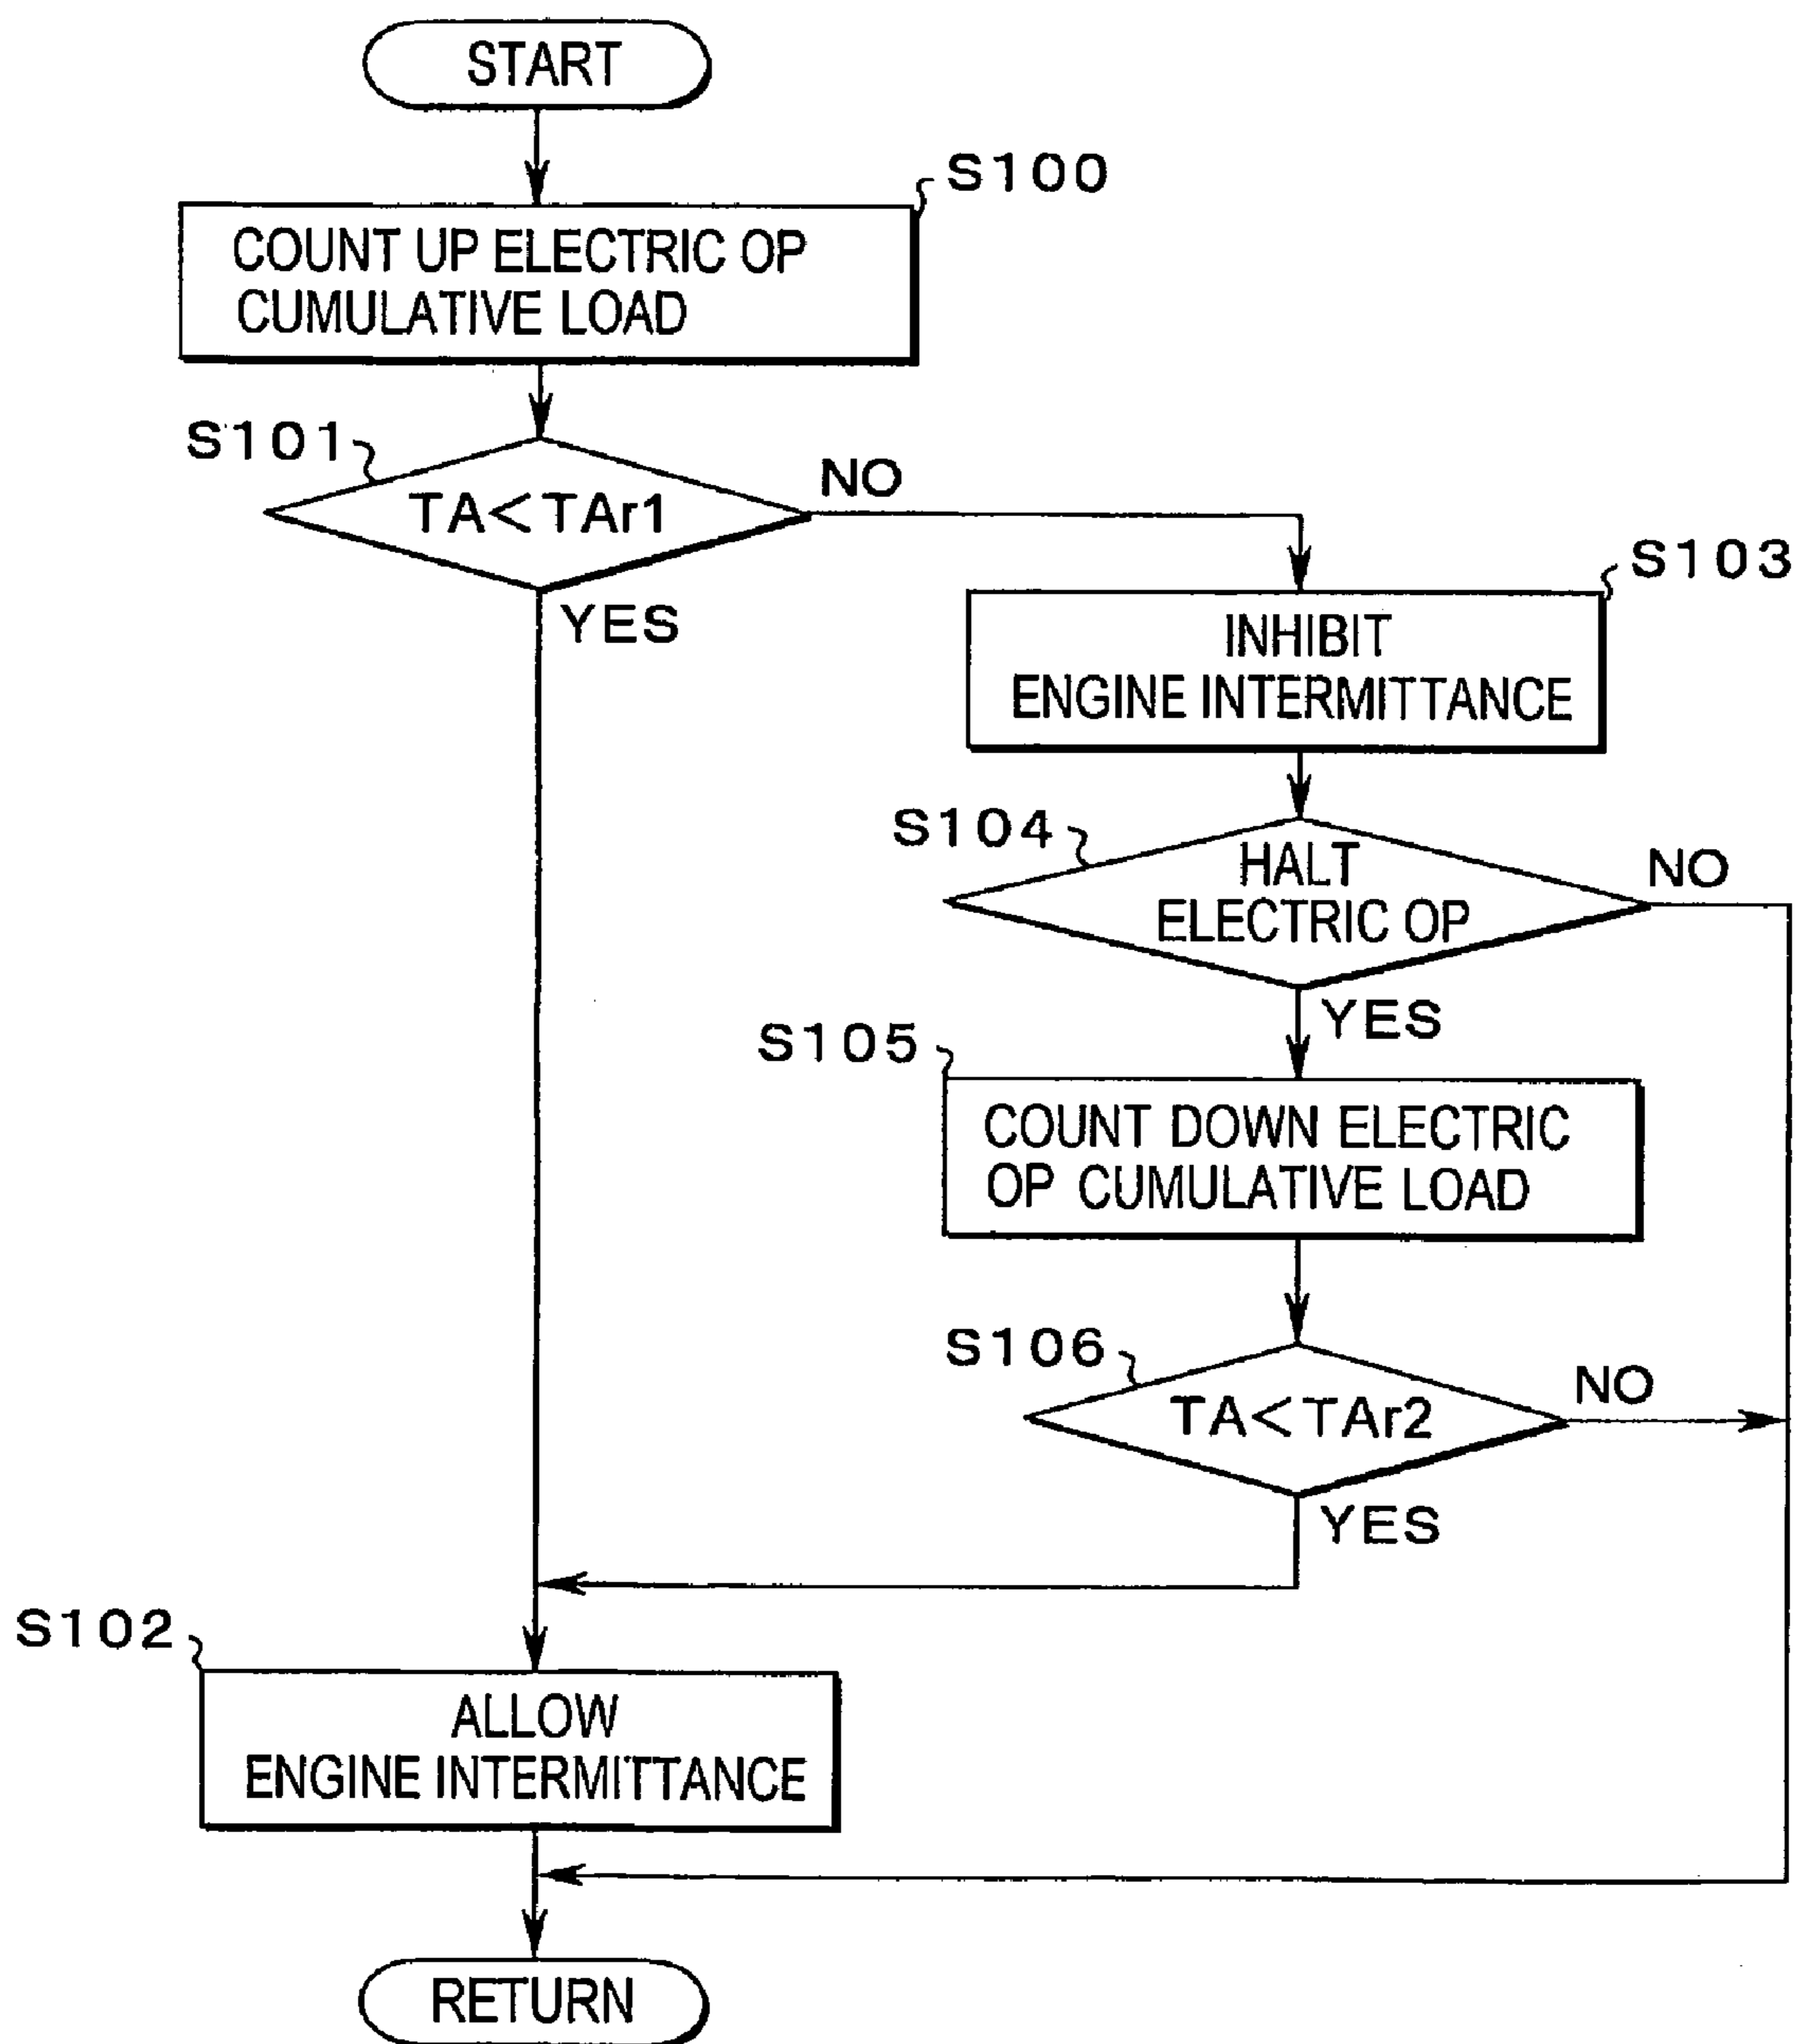 START
S100
COUNT UP ELECTRIC OP
CUMULATIVE LOAD
S101
TA<TAr1
NO
YES
S103
INHIBIT
ENGINE INTERMITTANCE
S104
HALT
ELECTRIC OP
NO
YES
S105
COUNT DOWN ELECTRIC
OP CUMULATIVE LOAD
S106
TA<TAr2
NO
YES
S102
ALLOW
ENGINE INTERMITTANCE
RETURN